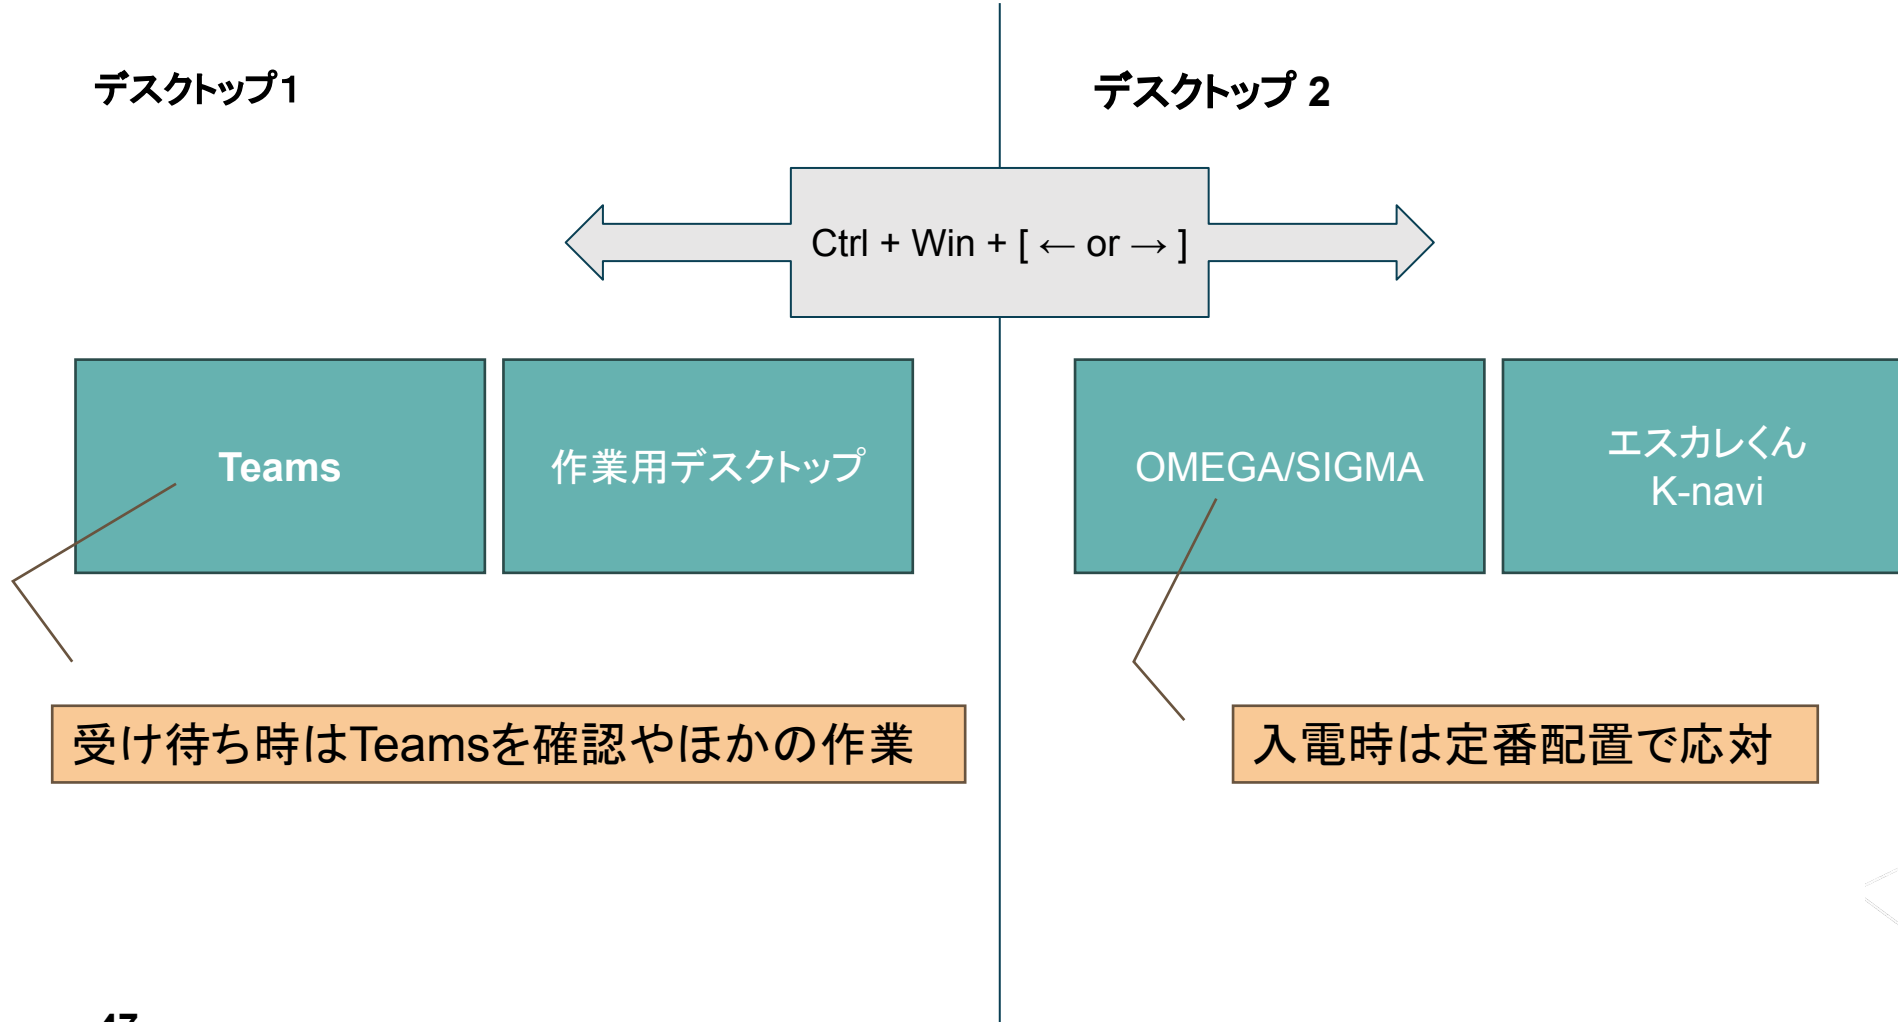 デスクトップ1
デスクトップ 2
Ctrl + Win + [ ← or → ]
Teams
作業用デスクトップ
OMEGA/SIGMA
エスカレくん
K-navi
受け待ち時はTeamsを確認やほかの作業
入電時は定番配置で応対
47